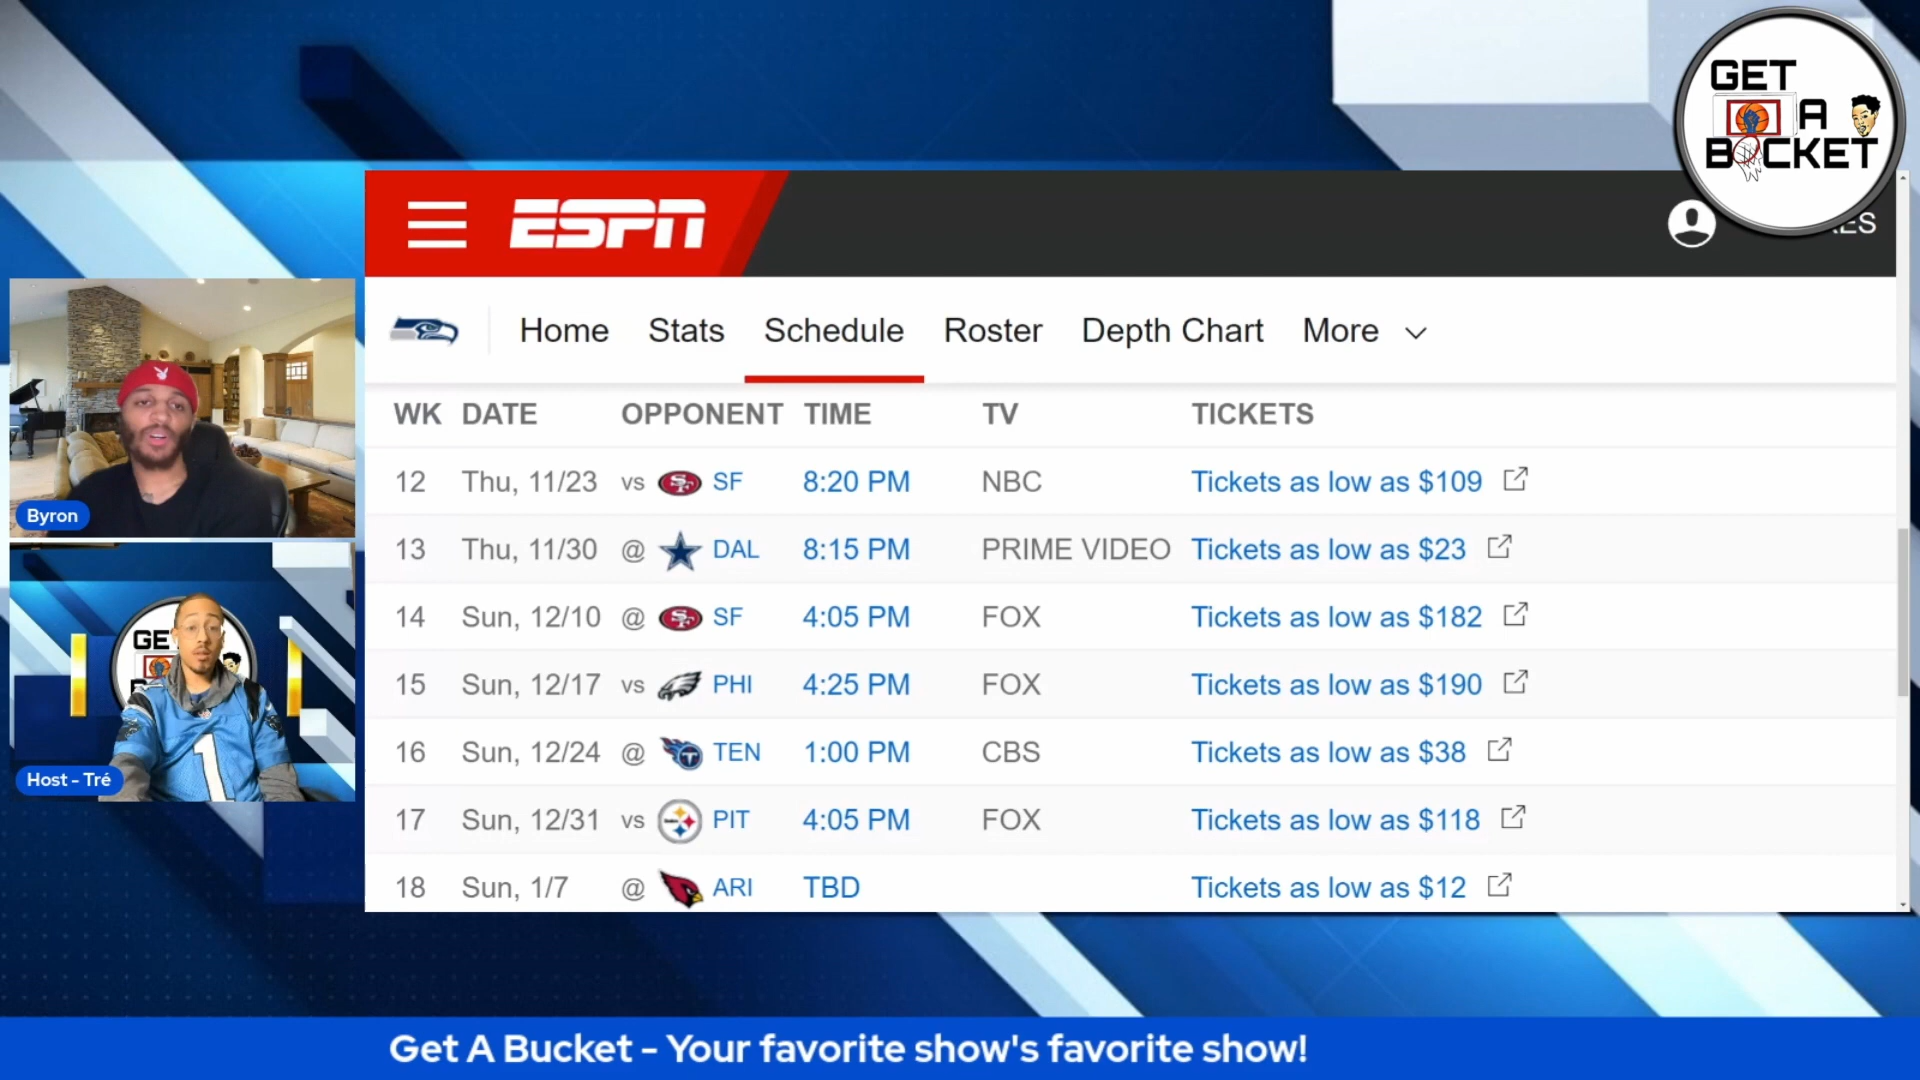 GET
A
BUCKET
ESPN
Home Stats Schedule Roster Depth Chart More
WK DATE OPPONENT TIME TV TICKETS
12 Thu, 11/23 vs SF 8:20 PM NBC Tickets as low as $109
13 Thu, 11/30 @ DAL 8:15 PM PRIME VIDEO Tickets as low as $23
14 Sun, 12/10 @ SF 4:05 PM FOX Tickets as low as $182
15 Sun, 12/17 vs PHI 4:25 PM FOX Tickets as low as $190
16 Sun, 12/24 @ TEN 1:00 PM CBS Tickets as low as $38
17 Sun, 12/31 vs PIT 4:05 PM FOX Tickets as low as $118
18 Sun, 1/7 @ ARI TBD Tickets as low as $12
Byron
GE
1
Host - Tré
Get A Bucket - Your favorite show's favorite show!